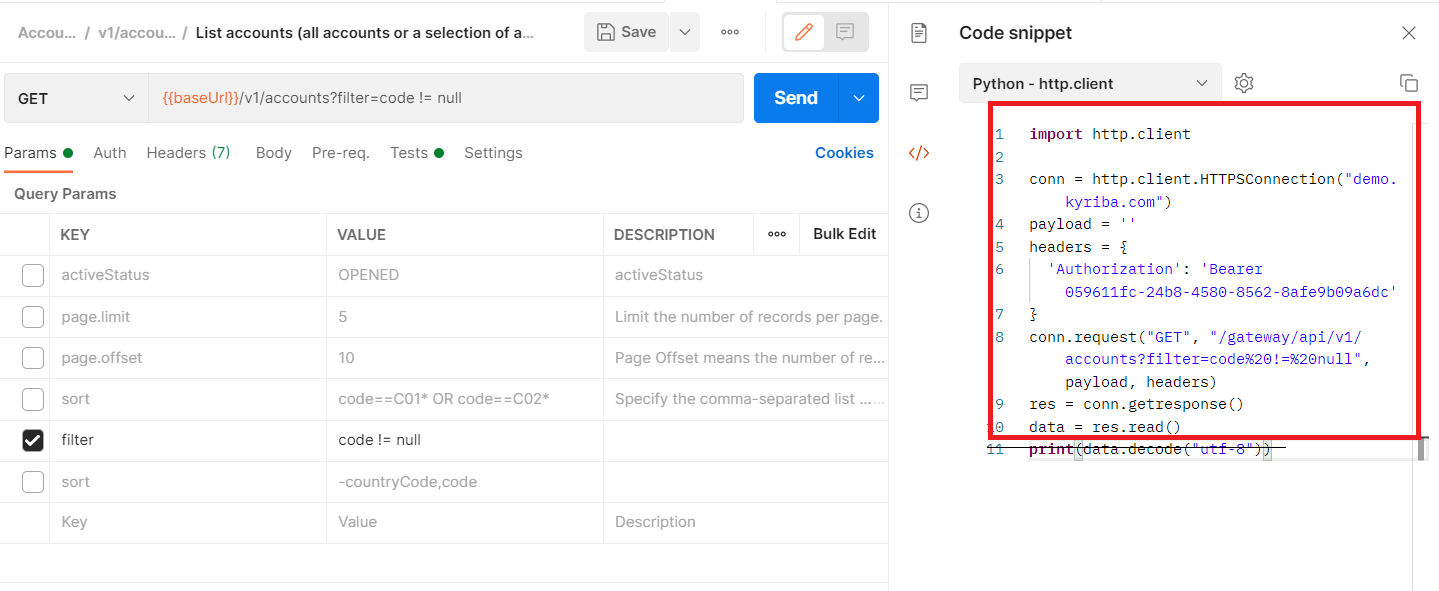 Accou... / v1/accou... / List accounts (all accounts or a selection of a...
Save
GET
{{baseUrl}}/v1/accounts?filter=code != null
Send
Params Auth Headers (7) Body Pre-req. Tests Settings Cookies
Query Params
KEY VALUE DESCRIPTION Bulk Edit
activeStatus OPENED activeStatus
page.limit 5 Limit the number of records per page.
page.offset 10 Page Offset means the number of re...
sort code==C01* OR code==C02* Specify the comma-separated list ...
filter code != null
sort -countryCode,code
Key Value Description
Code snippet
Python - http.client
1 import http.client
2
3 conn = http.client.HTTPSConnection("demo.
kyriba.com")
4 payload = ''
5 headers = {
6 'Authorization': 'Bearer
059611fc-24b8-4580-8562-8afe9b09a6dc'
7 }
8 conn.request("GET", "/gateway/api/v1/
accounts?filter=code%20!=%20null",
payload, headers)
9 res = conn.getresponse()
10 data = res.read()
11 print(data.decode("utf-8"))